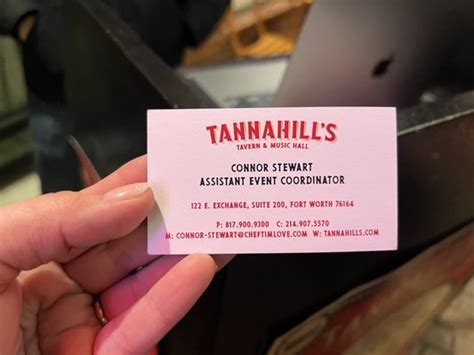 TANNAHILL'S
TAVERN & MUSIC HALL
CONNOR STEWART
ASSISTANT EVENT COORDINATOR
122 E. EXCHANGE, SUITE 200, FORT WORTH 76164
P: 817.900.9300 C: 214.907.5570
M: CONNOR-STEWART@CHEFTIMLOVE.COM W: TANNAHILLS.COM